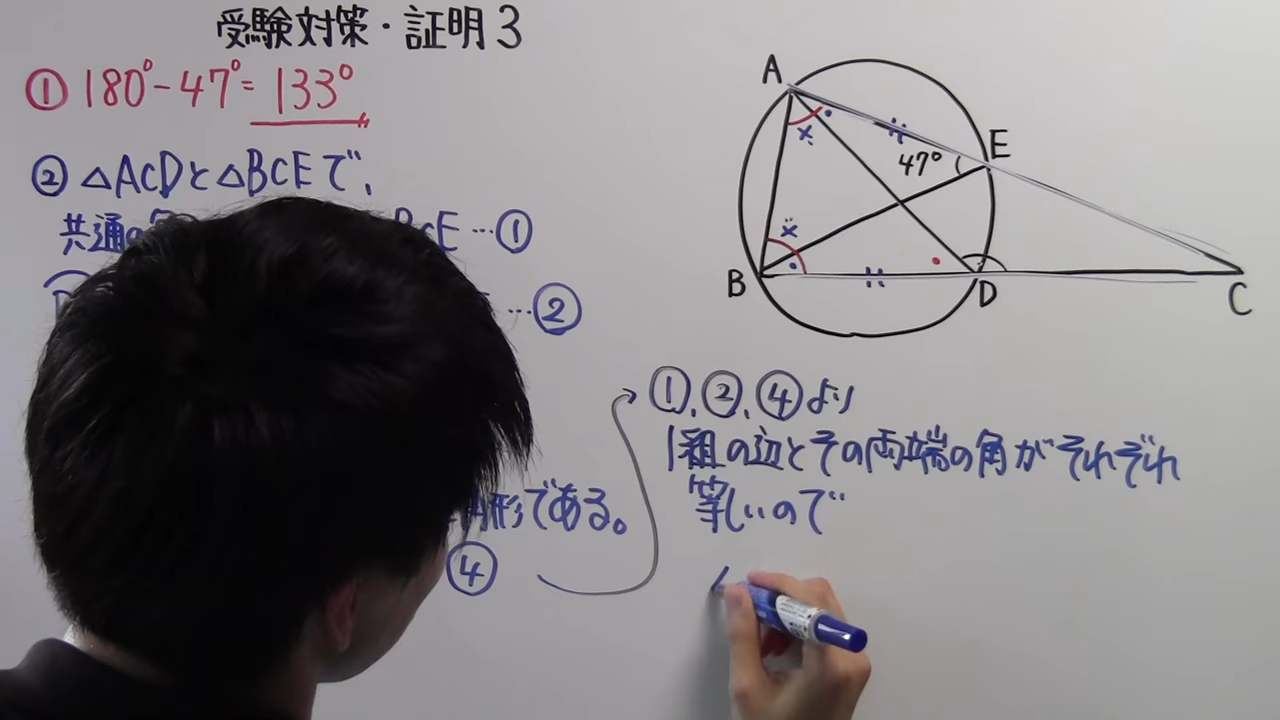 受験対策・証明3
① 180°-47°= 133°
② △ACDと△BCEで、
共通の BCE … ①
… ②
形である。
④
①、②、④より
1組の辺とその両端の角がそれぞれ
等しいので
A
E
47°
B
D
C
x
x